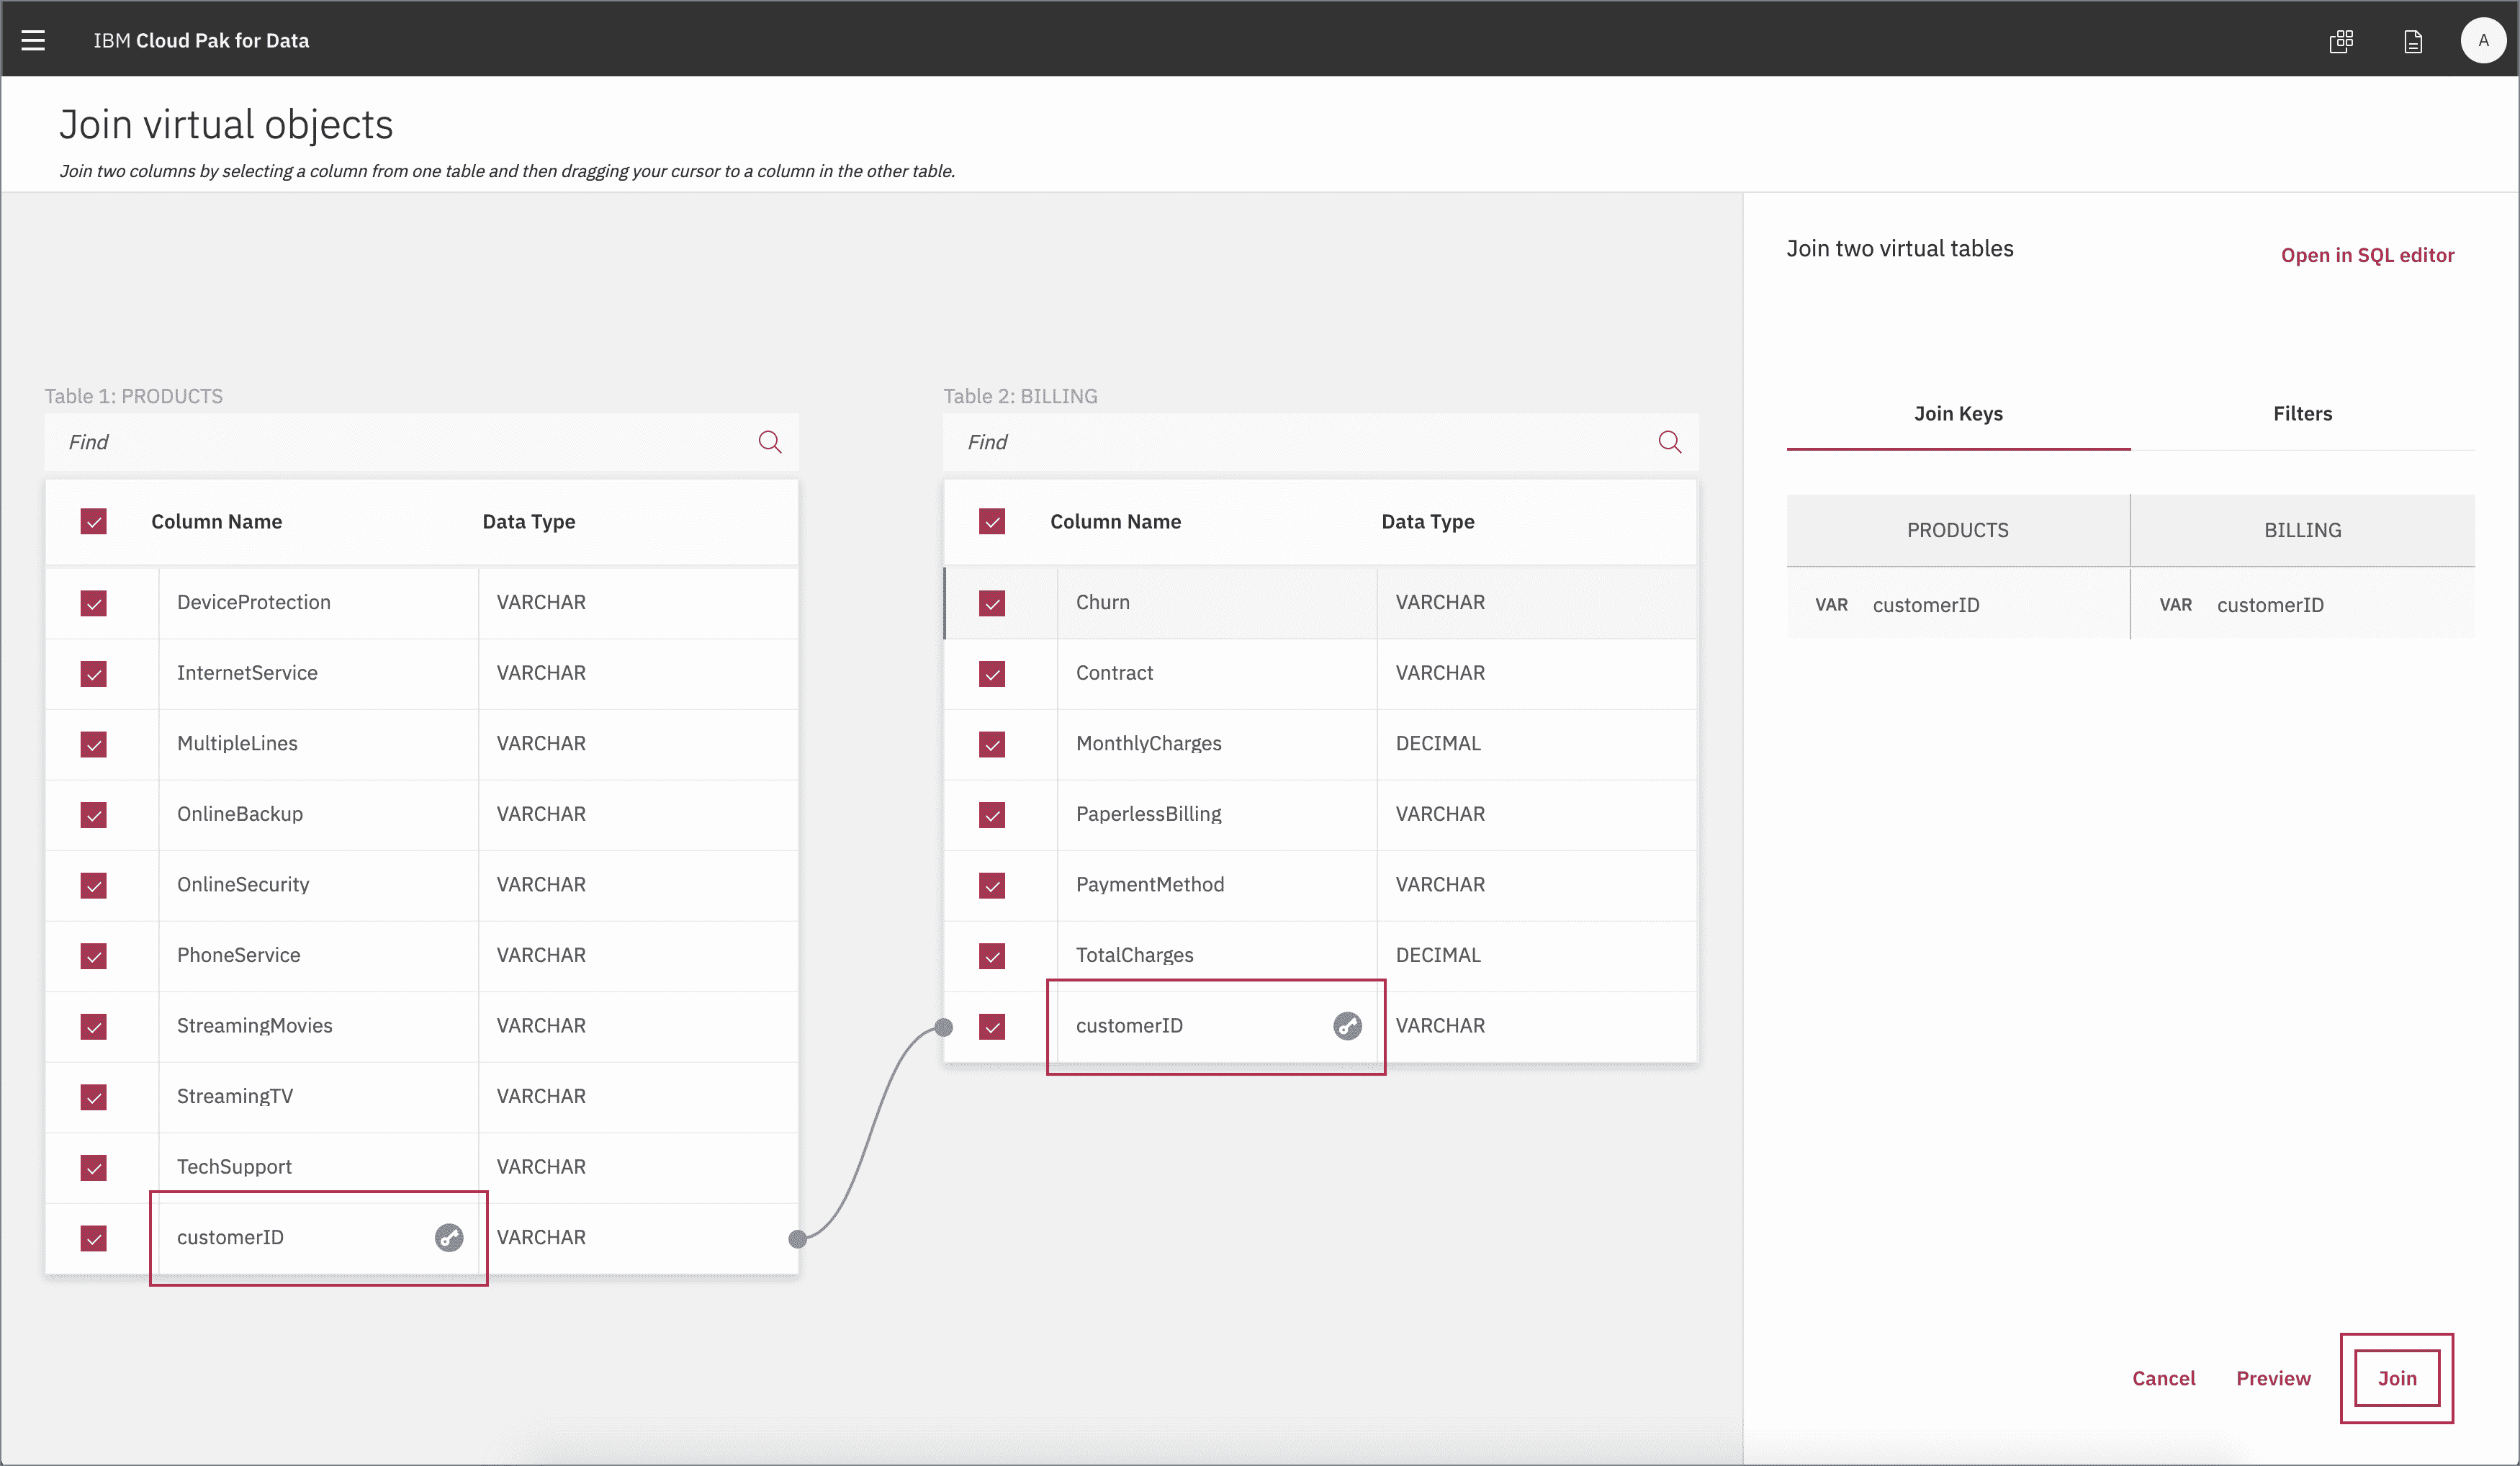 IBM Cloud Pak for Data
A
Join virtual objects
Join two columns by selecting a column from one table and then dragging your cursor to a column in the other table.
Table 1: PRODUCTS
Find
Column Name Data Type
DeviceProtection VARCHAR
InternetService VARCHAR
MultipleLines VARCHAR
OnlineBackup VARCHAR
OnlineSecurity VARCHAR
PhoneService VARCHAR
StreamingMovies VARCHAR
StreamingTV VARCHAR
TechSupport VARCHAR
customerID VARCHAR
Table 2: BILLING
Find
Column Name Data Type
Churn VARCHAR
Contract VARCHAR
MonthlyCharges DECIMAL
PaperlessBilling VARCHAR
PaymentMethod VARCHAR
TotalCharges DECIMAL
customerID VARCHAR
Join two virtual tables
Open in SQL editor
Join Keys Filters
PRODUCTS BILLING
VAR customerID VAR customerID
Cancel Preview Join